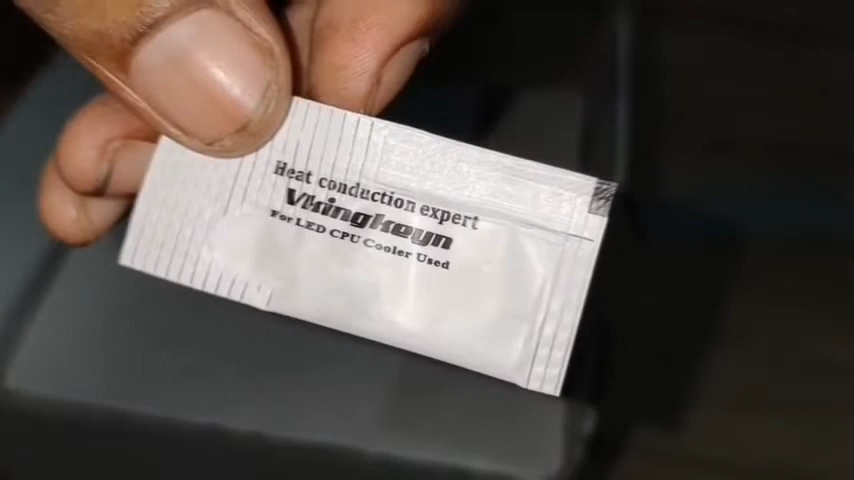 Heat conduction expert
Vkingkeyn
For LED CPU Cooler Used